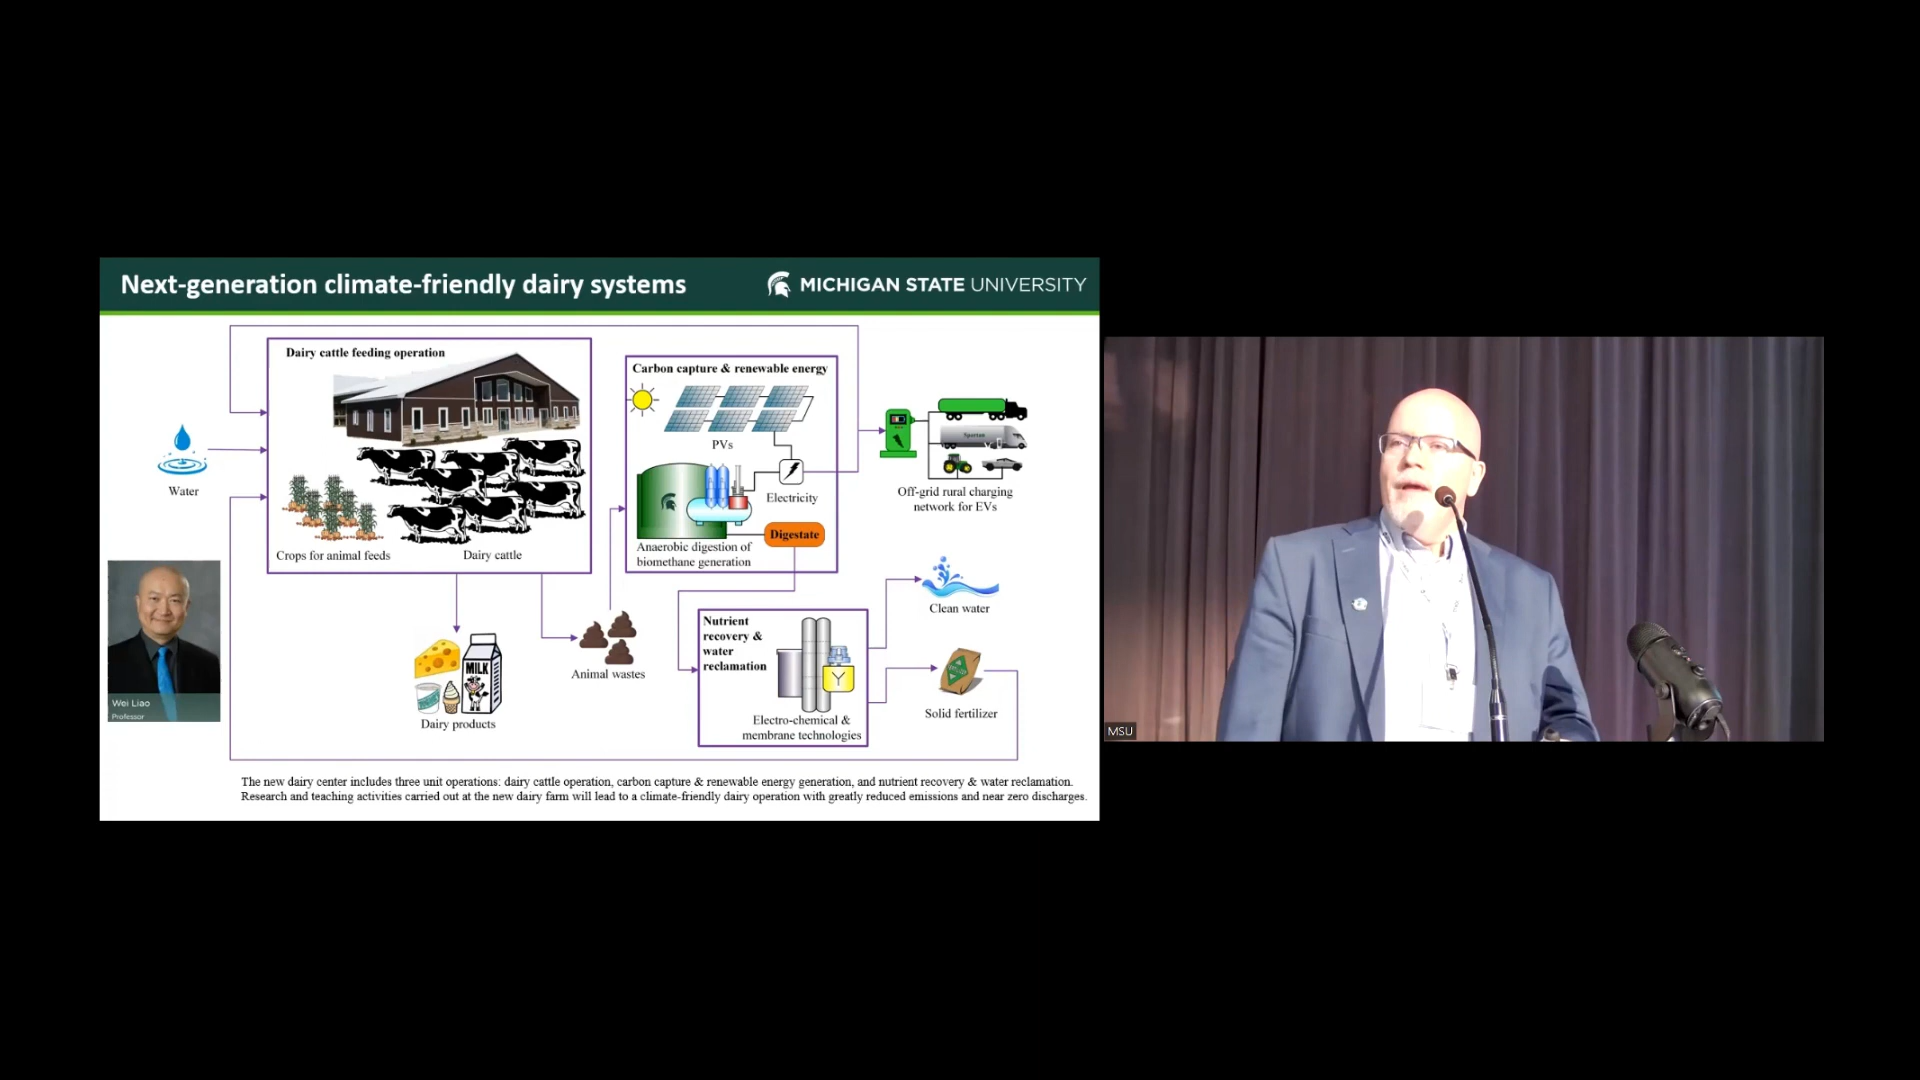 Next-generation climate-friendly dairy systems
MICHIGAN STATE UNIVERSITY
Dairy cattle feeding operation
Water
Crops for animal feeds
Dairy cattle
Carbon capture & renewable energy
PVs
Electricity
Digestate
Anaerobic digestion of
biomethane generation
Spartan
Off-grid rural charging
network for EVs
Clean water
Nutrient
recovery &
water
reclamation
Electro-chemical &
membrane technologies
Solid fertilizer
Animal wastes
MILK
Dairy products
Wei Liao
Professor
The new dairy center includes three unit operations: dairy cattle operation, carbon capture & renewable energy generation, and nutrient recovery & water reclamation.
Research and teaching activities carried out at the new dairy farm will lead to a climate-friendly dairy operation with greatly reduced emissions and near zero discharges.
MSU